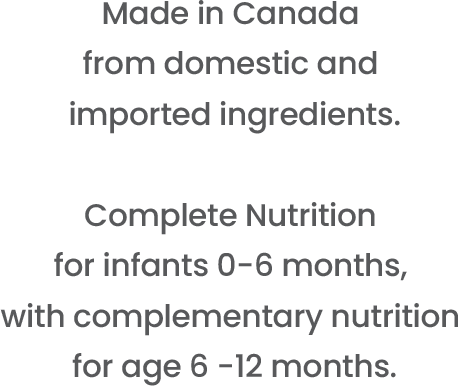 Made in Canada
from domestic and
imported ingredients.
Complete Nutrition
for infants 0-6 months,
with complementary nutrition
for age 6 -12 months.